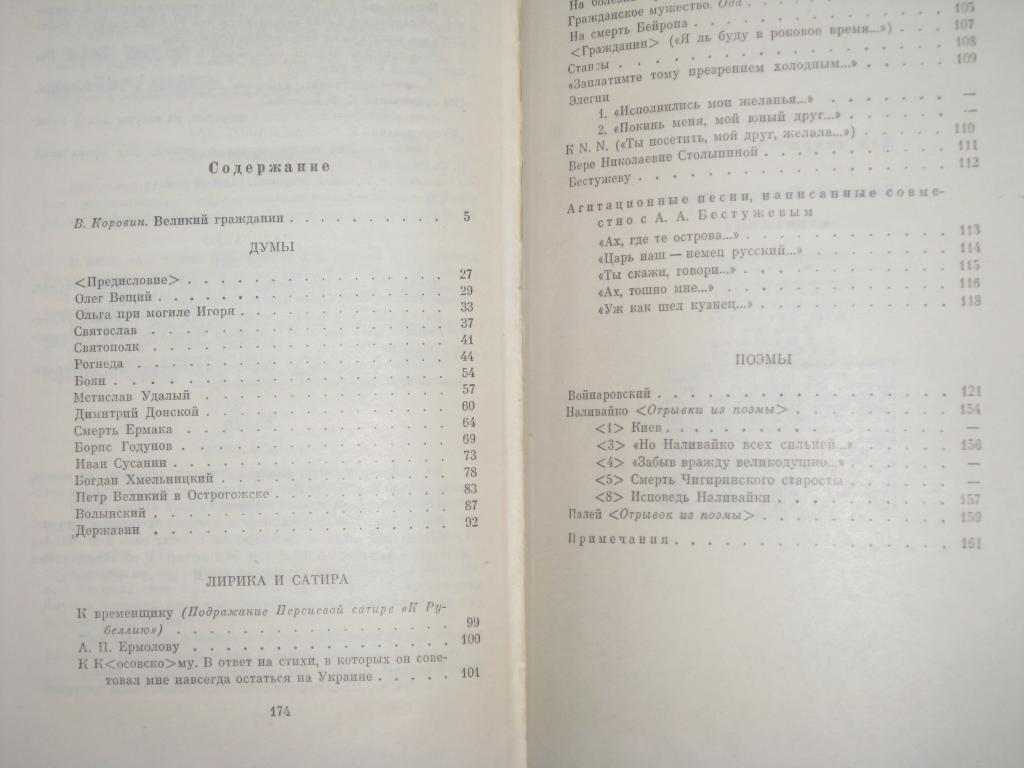 Содержание
В. Коровин. Великий гражданин . . . . . . . . . . 5
ДУМЫ
<Предисловие> . . . . . . . . . . . . . . . . 27
Олег Вещий . . . . . . . . . . . . . . . . . 29
Ольга при могиле Игоря . . . . . . . . . . . . . 33
Святослав . . . . . . . . . . . . . . . . . . 37
Святополк . . . . . . . . . . . . . . . . . . 41
Рогнеда . . . . . . . . . . . . . . . . . . . 44
Боян . . . . . . . . . . . . . . . . . . . . 54
Мстислав Удалый . . . . . . . . . . . . . . . 57
Димитрий Донской . . . . . . . . . . . . . . . 60
Смерть Ермака . . . . . . . . . . . . . . . . 64
Борис Годунов . . . . . . . . . . . . . . . . 69
Иван Сусанин . . . . . . . . . . . . . . . . . 73
Богдан Хмельницкий . . . . . . . . . . . . . . 78
Петр Великий в Острогожске . . . . . . . . . . . 83
Волынский . . . . . . . . . . . . . . . . . . 87
Державин . . . . . . . . . . . . . . . . . . 92
ЛИРИКА И САТИРА
К временщику (Подражание Персиевой сатире «К Ру-
беллию») . . . . . . . . . . . . . . . . . 99
А. П. Ермолову . . . . . . . . . . . . . . . . 100
К К<осовско>му. В ответ на стихи, в которых он сове-
товал мне навсегда остаться на Украине . . . . . 101
174
На
Гражданское мужество. Ода . . . . . . . . . . . 105
На смерть Бейрона . . . . . . . . . . . . . . . 107
<Гражданин> («Я ль буду в роковое время...») . . . 108
Стансы . . . . . . . . . . . . . . . . . . . 109
«Заплатите тому презрением холодным...» . . . . . .
Элегии
1. «Исполнились мои желанья...» . . . . . . . —
2. «Покинь меня, мой юный друг...» . . . . . . —
К N. N. («Ты посетить, мой друг, желала...») . . . . 110
Вере Николаевне Столыпиной . . . . . . . . . . . 111
Бестужеву . . . . . . . . . . . . . . . . . . 112
Агитационные песни, написанные совме-
стно с А. А. Бестужевым
«Ах, где те острова...» . . . . . . . . . . . . 113
«Царь наш — немец русский...» . . . . . . . . . 114
«Ты скажи, говори...» . . . . . . . . . . . . . 115
«Ах, тошно мне...» . . . . . . . . . . . . . . 116
«Уж как шел кузнец...» . . . . . . . . . . . . 118
ПОЭМЫ
Войнаровский . . . . . . . . . . . . . . . . . 121
Наливайко <Отрывки из поэмы> . . . . . . . . . . 154
<1> Киев . . . . . . . . . . . . . . . . . —
<3> «Но Наливайко всех сильней...» . . . . . . 156
<4> «Забыв вражду великодушно...» . . . . . . —
<5> Смерть Чигиринского старосты . . . . . . . —
<8> Исповедь Наливайки . . . . . . . . . . . 157
Палей <Отрывок из поэмы> . . . . . . . . . . . . 159
Примечания . . . . . . . . . . . . . . . . . . 161